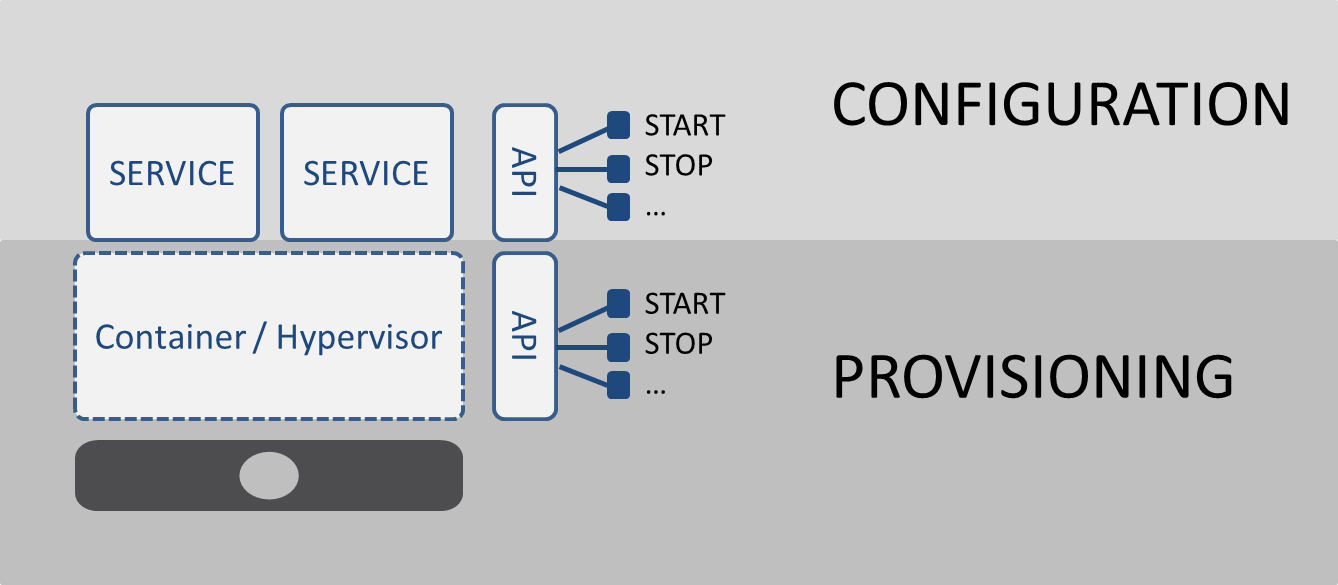 CONFIGURATION
SERVICE
SERVICE
API
START
STOP
...
Container / Hypervisor
API
START
STOP
...
PROVISIONING